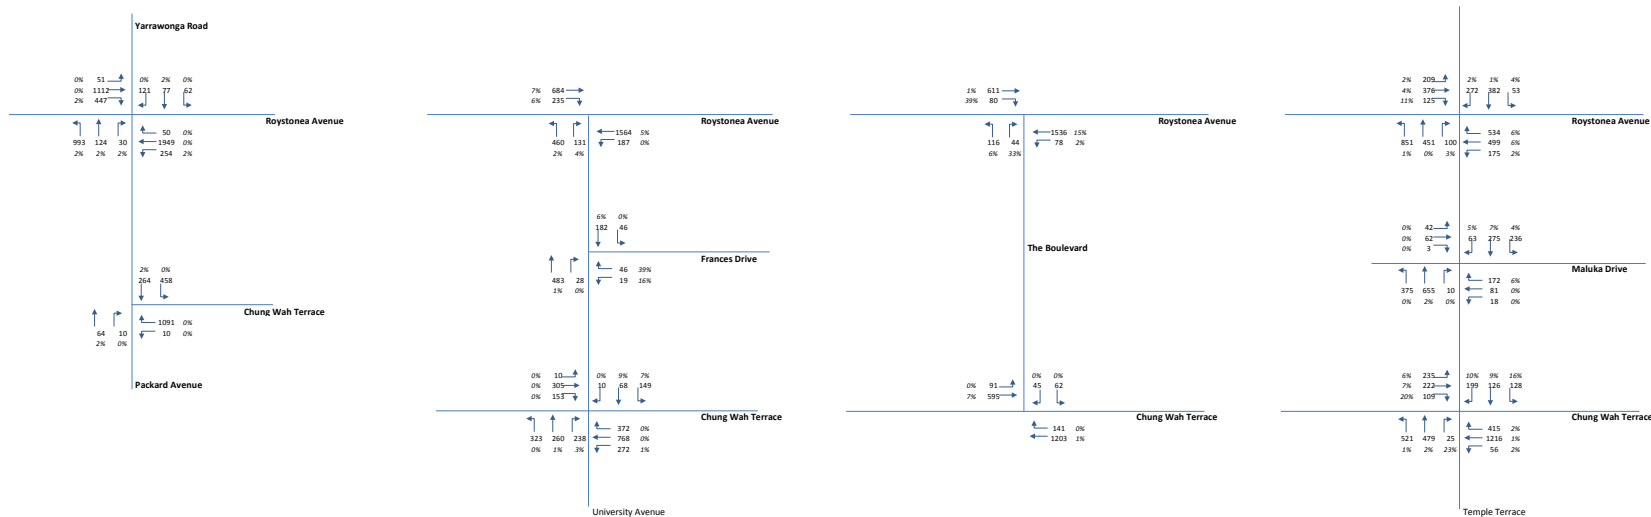 Yarrawonga Road
0% 51 0% 2% 0%
0% 1112 121 77 62
2% 447
Roystonea Avenue
50 0%
993 124 30 1949 0%
2% 2% 2% 254 2%
2% 0%
264 458
Chung Wah Terrace
1091 0%
64 10 10 0%
2% 0%
Packard Avenue
7% 684
6% 235
Roystonea Avenue
1564 5%
460 131 187 0%
2% 4%
6% 0%
182 46
Frances Drive
46 39%
483 28 19 16%
1% 0%
0% 10 0% 9% 7%
0% 305 10 68 149
0% 153
Chung Wah Terrace
372 0%
323 260 238 768 0%
0% 1% 3% 272 1%
University Avenue
1% 611
39% 80
Roystonea Avenue
1536 15%
116 44 78 2%
6% 33%
The Boulevard
0% 0%
0% 91 45 62
7% 595
Chung Wah Terrace
141 0%
1203 1%
2% 209 2% 1% 4%
4% 376 272 382 53
11% 125
Roystonea Avenue
534 6%
851 451 100 499 6%
1% 0% 3% 175 2%
0% 42 5% 7% 4%
0% 62 63 275 236
0% 3
Maluka Drive
172 6%
375 655 10 81 0%
0% 2% 0% 18 0%
6% 235 10% 9% 16%
7% 222 199 126 128
20% 109
Chung Wah Terrace
415 2%
521 479 25 1216 1%
1% 2% 23% 56 2%
Temple Terrace